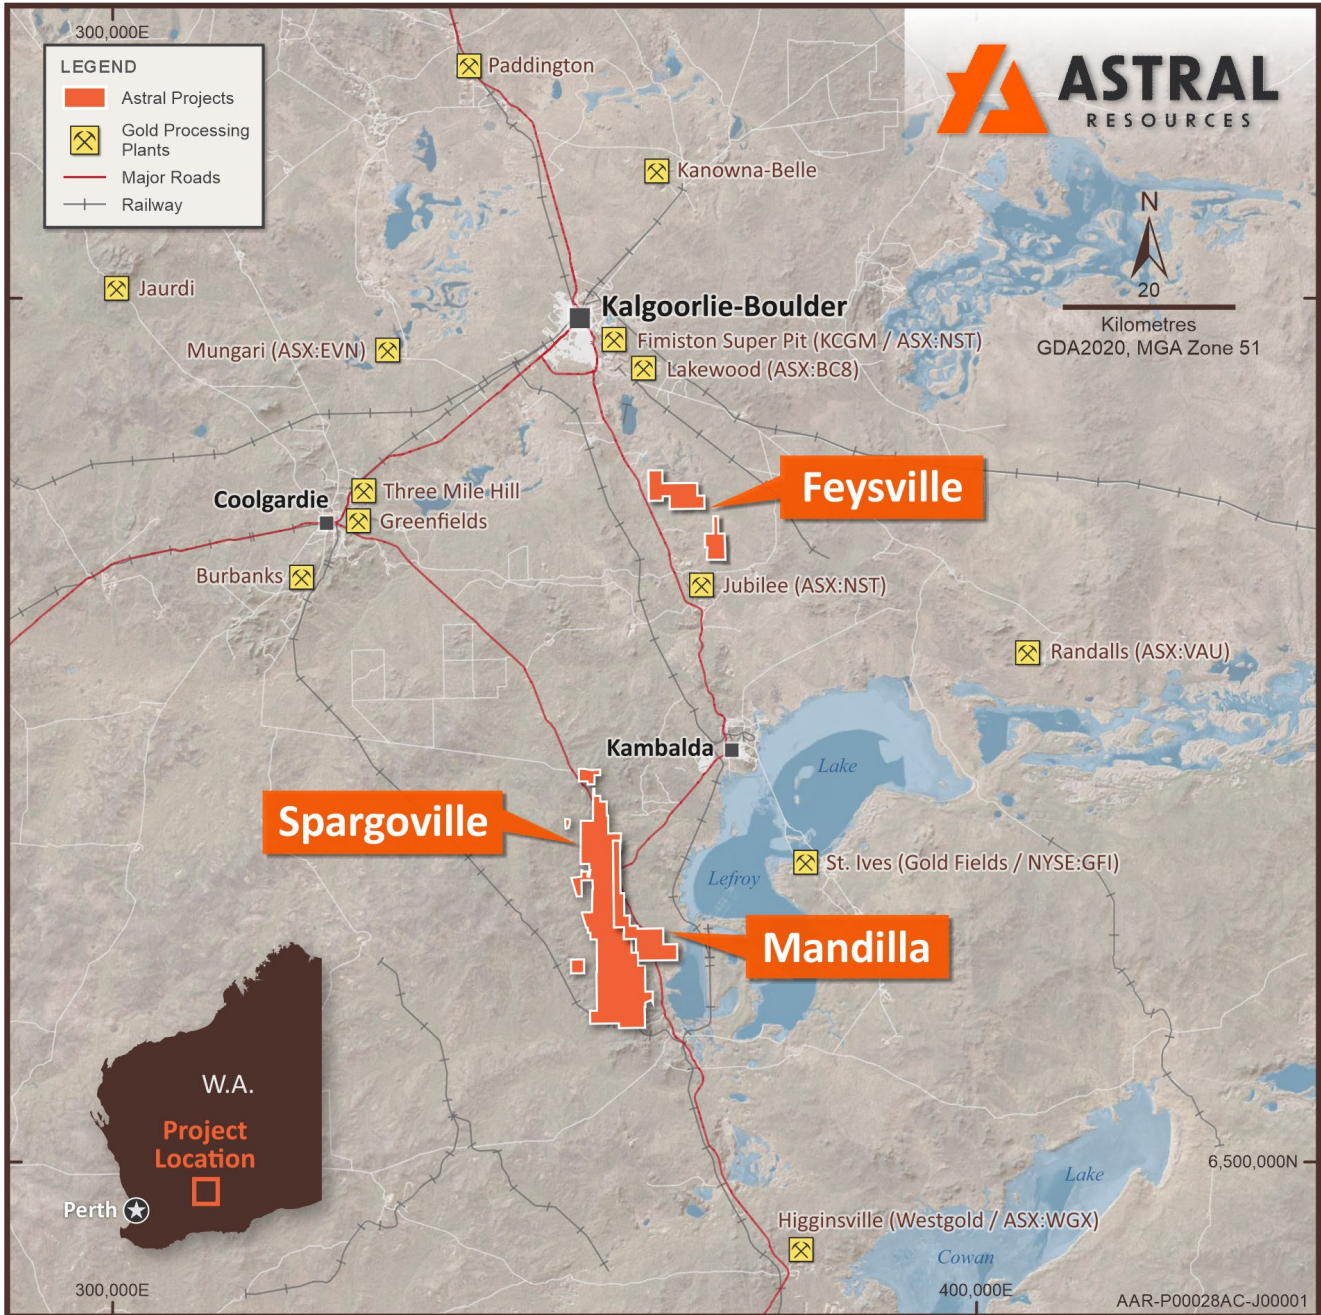 300,000E
LEGEND
Astral Projects
Gold Processing
Plants
Major Roads
Railway
ASTRAL
RESOURCES
Paddington
Kanowna-Belle
N
20
Kilometres
GDA2020, MGA Zone 51
Jaurdi
Kalgoorlie-Boulder
Mungari (ASX:EVN)
Fimiston Super Pit (KCGM / ASX:NST)
Lakewood (ASX:BC8)
Feysville
Coolgardie
Three Mile Hill
Greenfields
Burbanks
Jubilee (ASX:NST)
Randalls (ASX:VAU)
Kambalda
Lake
Spargoville
St. Ives (Gold Fields / NYSE:GFI)
Lefroy
Mandilla
W.A.
Project
Location
Perth
6,500,000N
Lake
Higginsville (Westgold / ASX:WGX)
Cowan
300,000E
400,000E
AAR-P00028AC-J00001